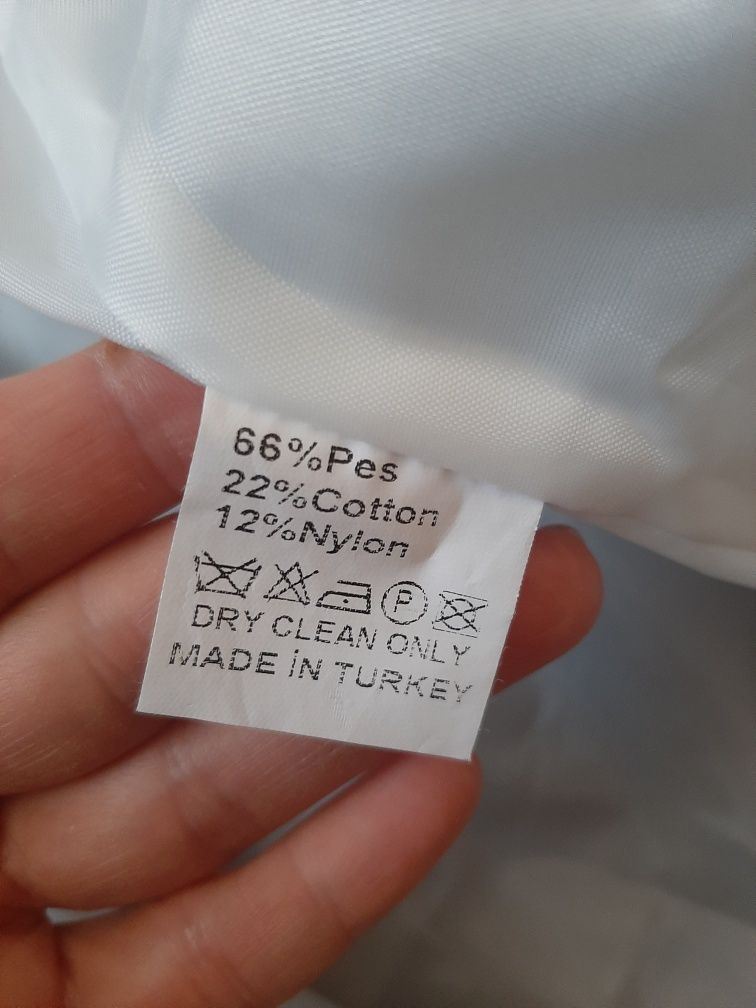 66%Pes
22%Cotton
12%Nylon
P
DRY CLEAN ONLY
MADE İN TURKEY